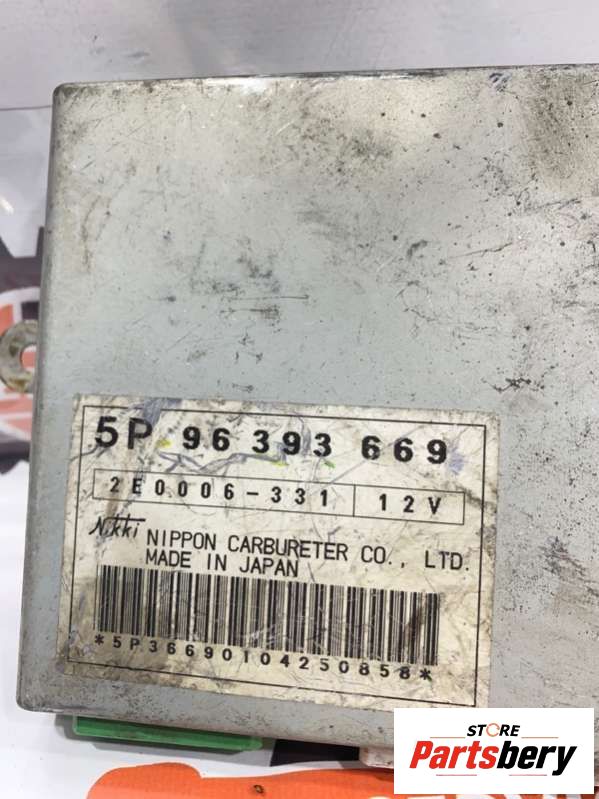 5P 96 393 669
2E0006-331 12V
Nikki NIPPON CARBURETER CO., LTD.
MADE IN JAPAN
*5P36690104250858*
STORE
Partsbery